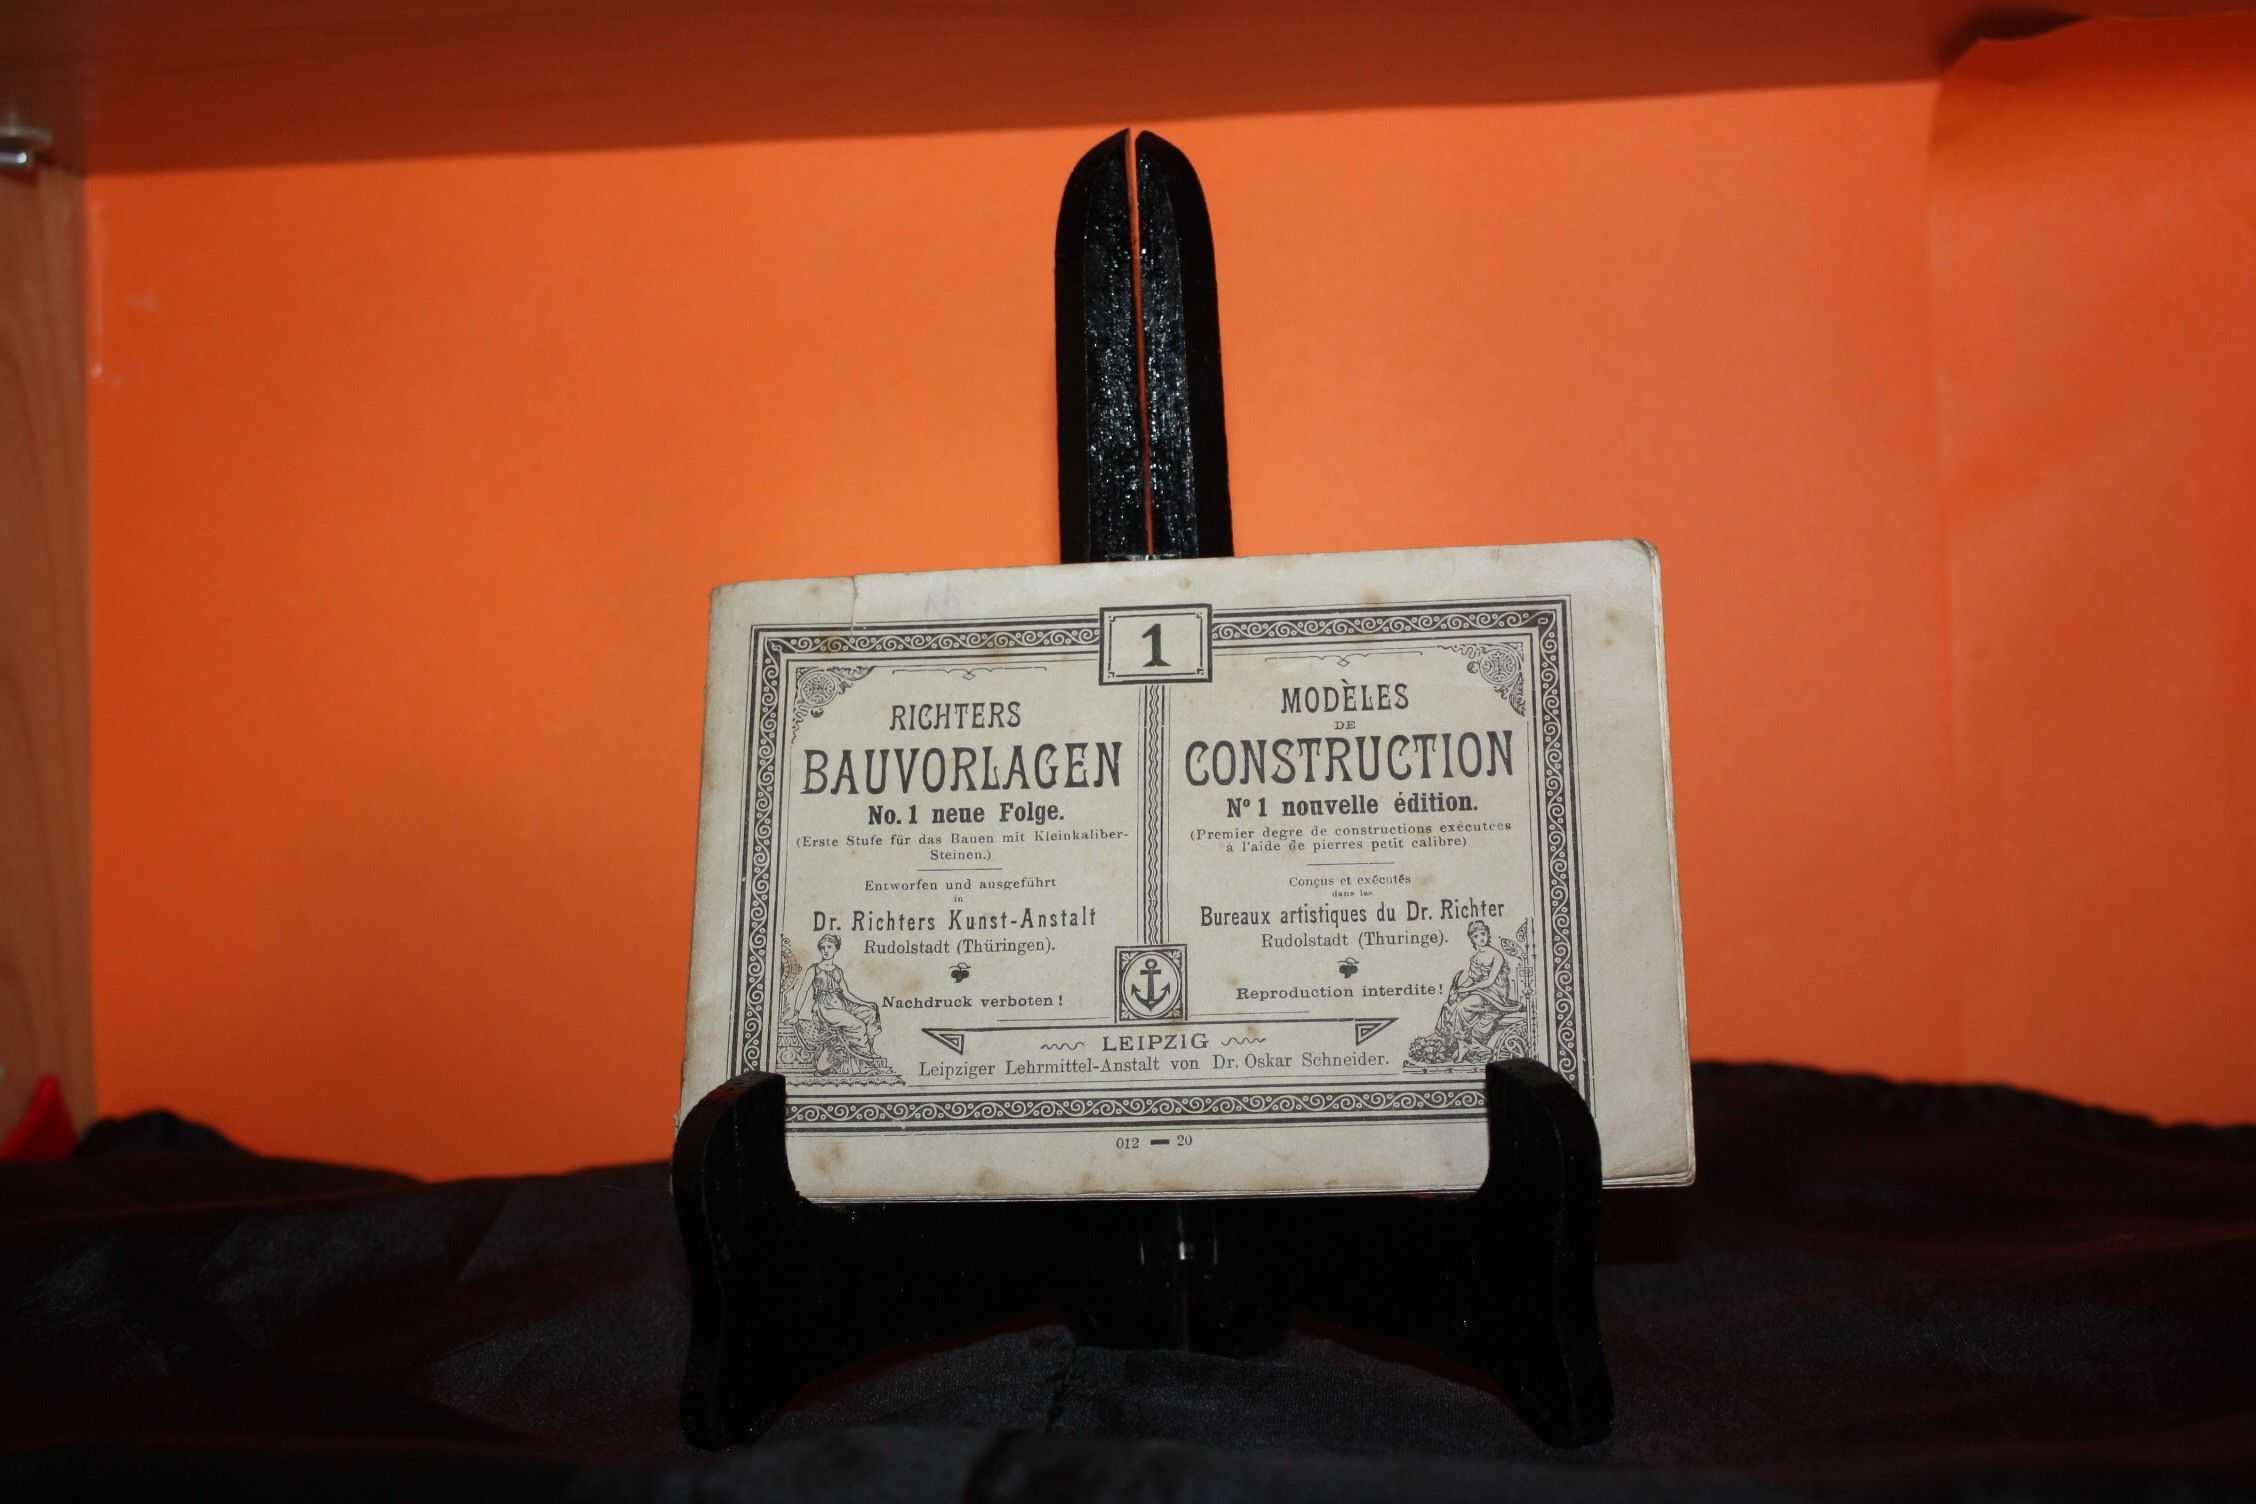 1
RICHTERS
BAUVORLAGEN
No. 1 neue Folge.
(Erste Stufe für das Bauen mit Kleinkaliber-
Steinen.)
Entworfen und ausgeführt
in
Dr. Richters Kunst-Anstalt
Rudolstadt (Thüringen).
Nachdruck verboten!
MODÈLES
DE
CONSTRUCTION
Nº 1 nouvelle édition.
(Premier degre de constructions exécutées
à l'aide de pierres petit calibre)
Conçus et exécutés
dans les
Bureaux artistiques du Dr. Richter
Rudolstadt (Thuringe).
Reproduction interdite!
LEIPZIG
Leipziger Lehrmittel-Anstalt von Dr. Oskar Schneider.
012 — 20